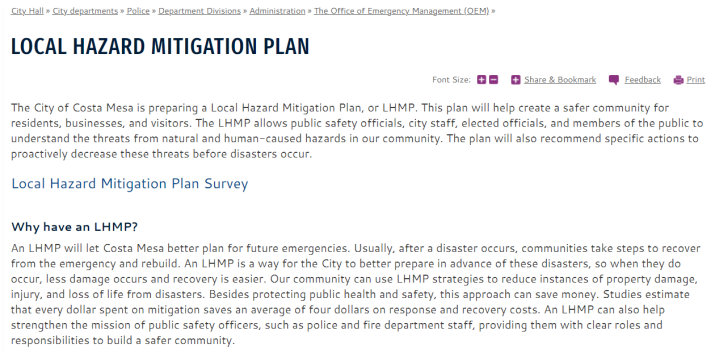 City Hall » City departments » Police » Department Divisions » Administration » The Office of Emergency Management (OEM) »
LOCAL HAZARD MITIGATION PLAN
Font Size: Share & Bookmark Feedback Print
The City of Costa Mesa is preparing a Local Hazard Mitigation Plan, or LHMP. This plan will help create a safer community for
residents, businesses, and visitors. The LHMP allows public safety officials, city staff, elected officials, and members of the public to
understand the threats from natural and human-caused hazards in our community. The plan will also recommend specific actions to
proactively decrease these threats before disasters occur.
Local Hazard Mitigation Plan Survey
Why have an LHMP?
An LHMP will let Costa Mesa better plan for future emergencies. Usually, after a disaster occurs, communities take steps to recover
from the emergency and rebuild. An LHMP is a way for the City to better prepare in advance of these disasters, so when they do
occur, less damage occurs and recovery is easier. Our community can use LHMP strategies to reduce instances of property damage,
injury, and loss of life from disasters. Besides protecting public health and safety, this approach can save money. Studies estimate
that every dollar spent on mitigation saves an average of four dollars on response and recovery costs. An LHMP can also help
strengthen the mission of public safety officers, such as police and fire department staff, providing them with clear roles and
responsibilities to build a safer community.